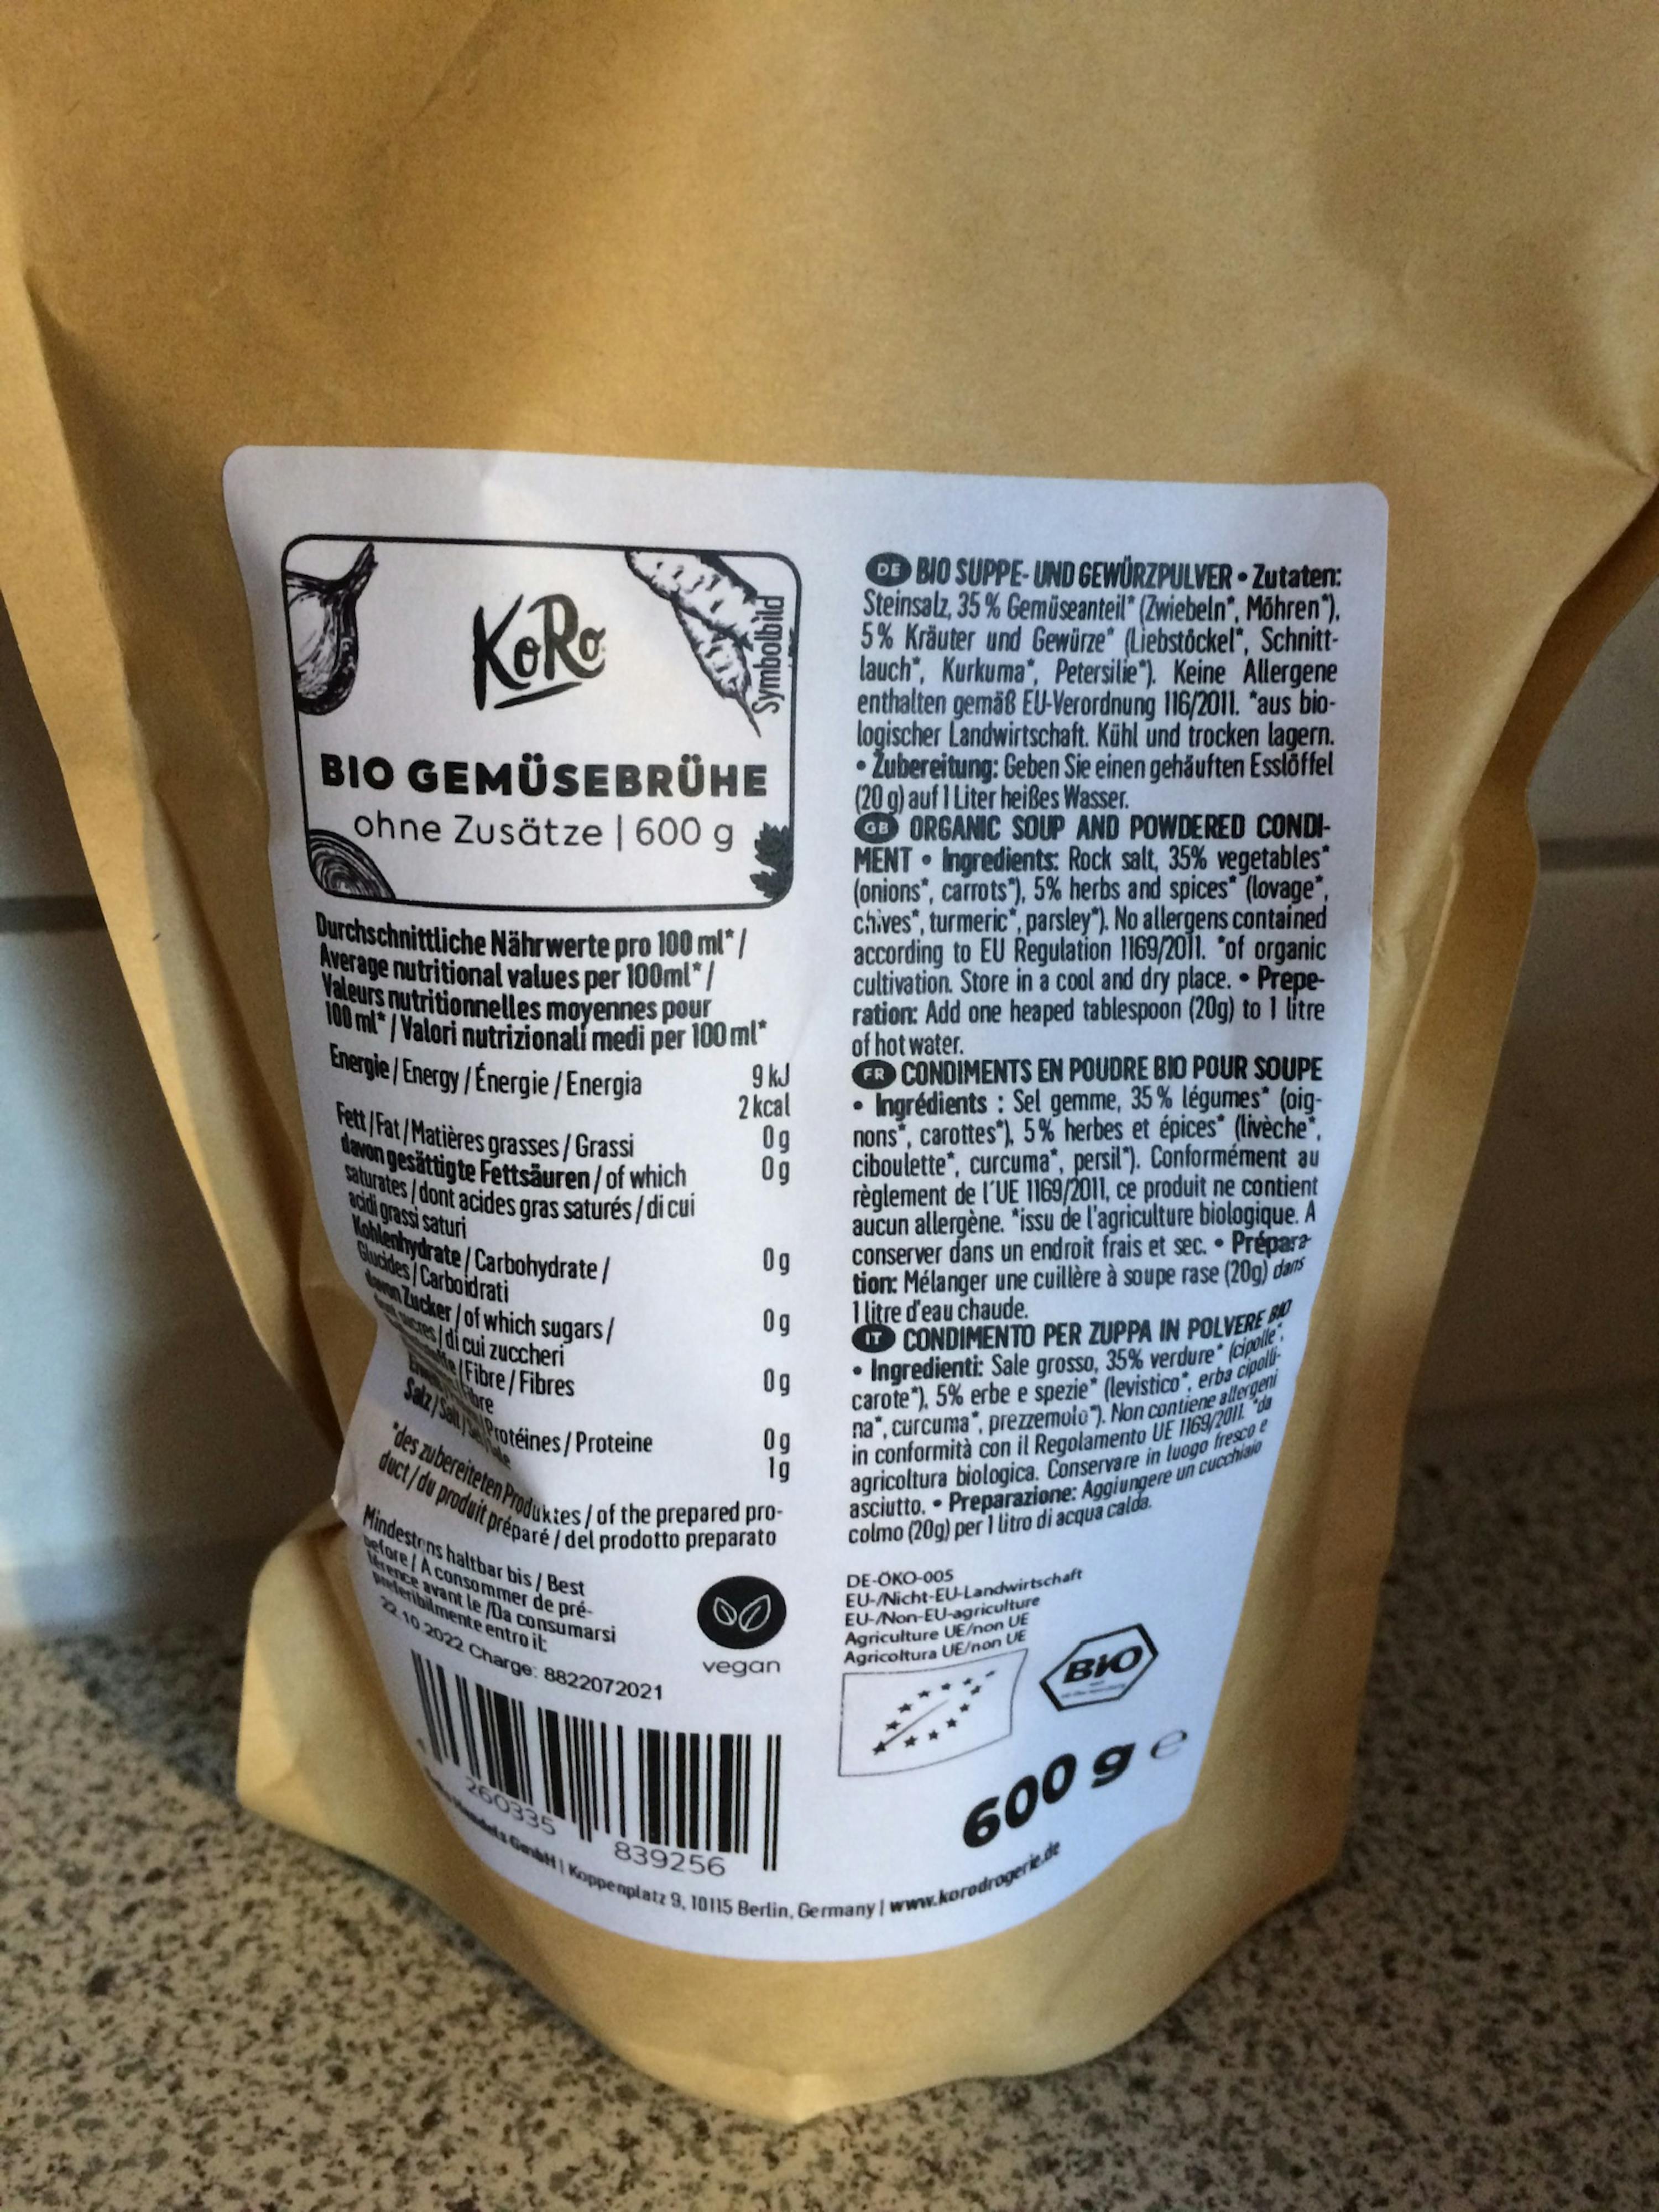 KoRo
Symbolbild
BIO GEMÜSEBRÜHE
ohne Zusätze | 600 g
Durchschnittliche Nährwerte pro 100 ml* /
Average nutritional values per 100ml* /
Valeurs nutritionnelles moyennes pour
100 ml* / Valori nutrizionali medi per 100 ml*
Energie / Energy / Énergie / Energia 9 kJ
2 kcal
Fett / Fat / Matières grasses / Grassi 0 g
davon gesättigte Fettsäuren / of which 0 g
saturates / dont acides gras saturés / di cui
acidi grassi saturi
Kohlenhydrate / Carbohydrate / 0 g
Glucides / Carboidrati
davon Zucker / of which sugars / 0 g
sucres / di cui zuccheri
/ Fibre / Fibres 0 g
Protéines / Proteine 0 g
Salz / Salt / 1 g
*des zubereiteten Produktes / of the prepared pro-
duct / du produit préparé / del prodotto preparato
Mindestens haltbar bis / Best
before / A consommer de pré-
férence avant le /Da consumarsi
preferibilmente entro il:
22.10.2022 Charge: 8822072021
vegan
260335 839256
Handels GmbH | Koppenplatz 9, 10115 Berlin, Germany | www.korodrogerie.de
DE BIO SUPPE- UND GEWÜRZPULVER • Zutaten:
Steinsalz, 35 % Gemüseanteil* (Zwiebeln*, Möhren*),
5 % Kräuter und Gewürze* (Liebstöckel*, Schnitt-
lauch*, Kurkuma*, Petersilie*). Keine Allergene
enthalten gemäß EU-Verordnung 116/2011. *aus bio-
logischer Landwirtschaft. Kühl und trocken lagern.
• Zubereitung: Geben Sie einen gehäuften Esslöffel
(20 g) auf 1 Liter heißes Wasser.
GB ORGANIC SOUP AND POWDERED CONDI-
MENT • Ingredients: Rock salt, 35% vegetables*
(onions*, carrots*), 5% herbs and spices* (lovage*,
chives*, turmeric*, parsley*). No allergens contained
according to EU Regulation 1169/2011. *of organic
cultivation. Store in a cool and dry place. • Prepe-
ration: Add one heaped tablespoon (20g) to 1 litre
of hot water.
FR CONDIMENTS EN POUDRE BIO POUR SOUPE
• Ingrédients : Sel gemme, 35 % légumes* (oig-
nons*, carottes*), 5% herbes et épices* (livèche*,
ciboulette*, curcuma*, persil*). Conformément au
règlement de l'UE 1169/2011, ce produit ne contient
aucun allergène. *issu de l'agriculture biologique. A
conserver dans un endroit frais et sec. • Prépara-
tion: Mélanger une cuillère à soupe rase (20g) dans
1 litre d'eau chaude.
IT CONDIMENTO PER ZUPPA IN POLVERE BIO
• Ingredienti: Sale grosso, 35% verdure* (cipolle*,
carote*), 5% erbe e spezie* (levistico*, erba cipolli-
na*, curcuma*, prezzemolo*). Non contiene allergeni
in conformità con il Regolamento UE 1169/2011. *da
agricoltura biologica. Conservare in luogo fresco e
asciutto. • Preparazione: Aggiungere un cucchiaio
colmo (20g) per 1 litro di acqua calda.
DE-ÖKO-005
EU-/Nicht-EU-Landwirtschaft
EU-/Non-EU-agriculture
Agriculture UE/non UE
Agricoltura UE/non UE
BIO
600 g e